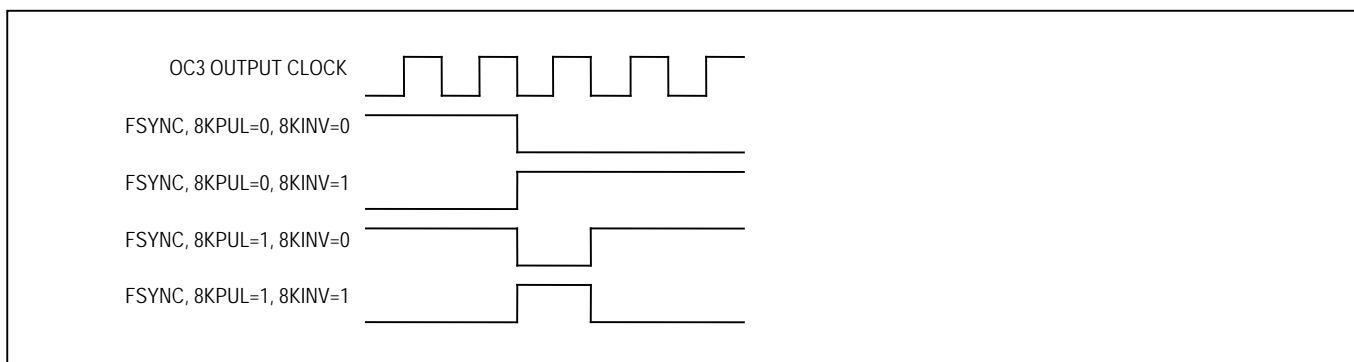 OC3 OUTPUT CLOCK
FSYNC, 8KPUL=0, 8KINV=0
FSYNC, 8KPUL=0, 8KINV=1
FSYNC, 8KPUL=1, 8KINV=0
FSYNC, 8KPUL=1, 8KINV=1